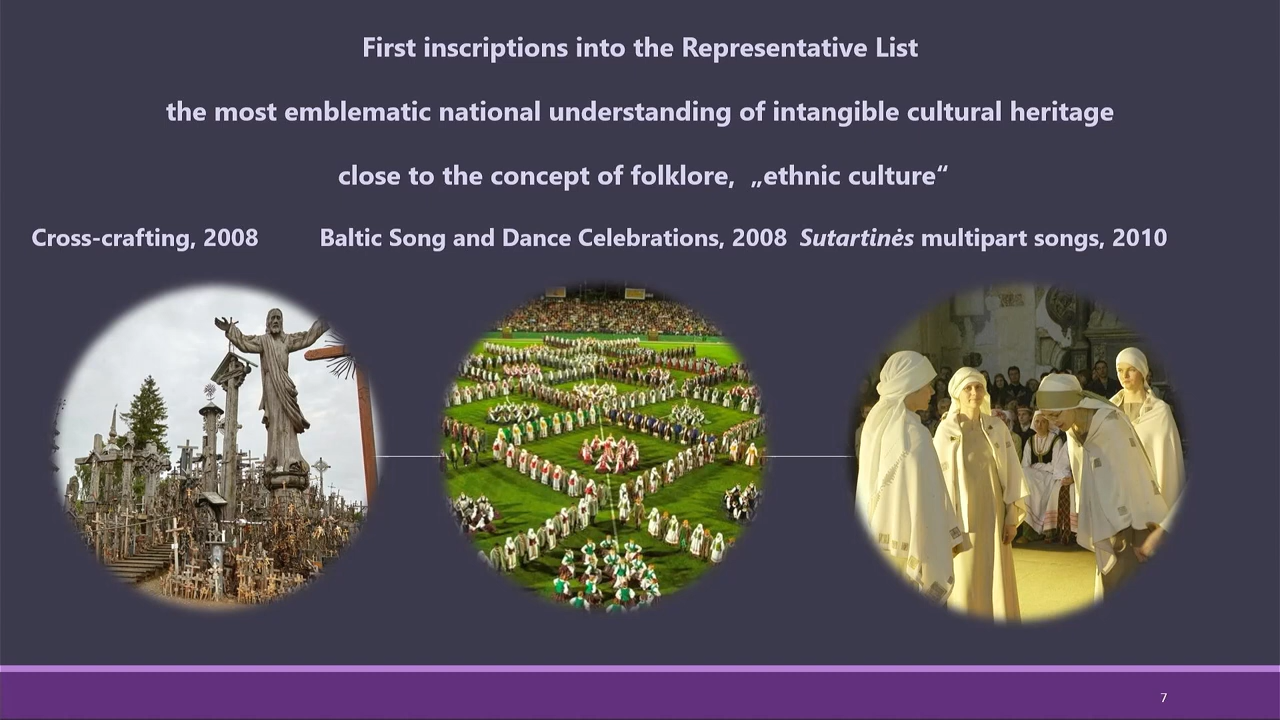 First inscriptions into the Representative List
the most emblematic national understanding of intangible cultural heritage
close to the concept of folklore, „ethnic culture“
Cross-crafting, 2008
Baltic Song and Dance Celebrations, 2008
Sutartinės multipart songs, 2010
7